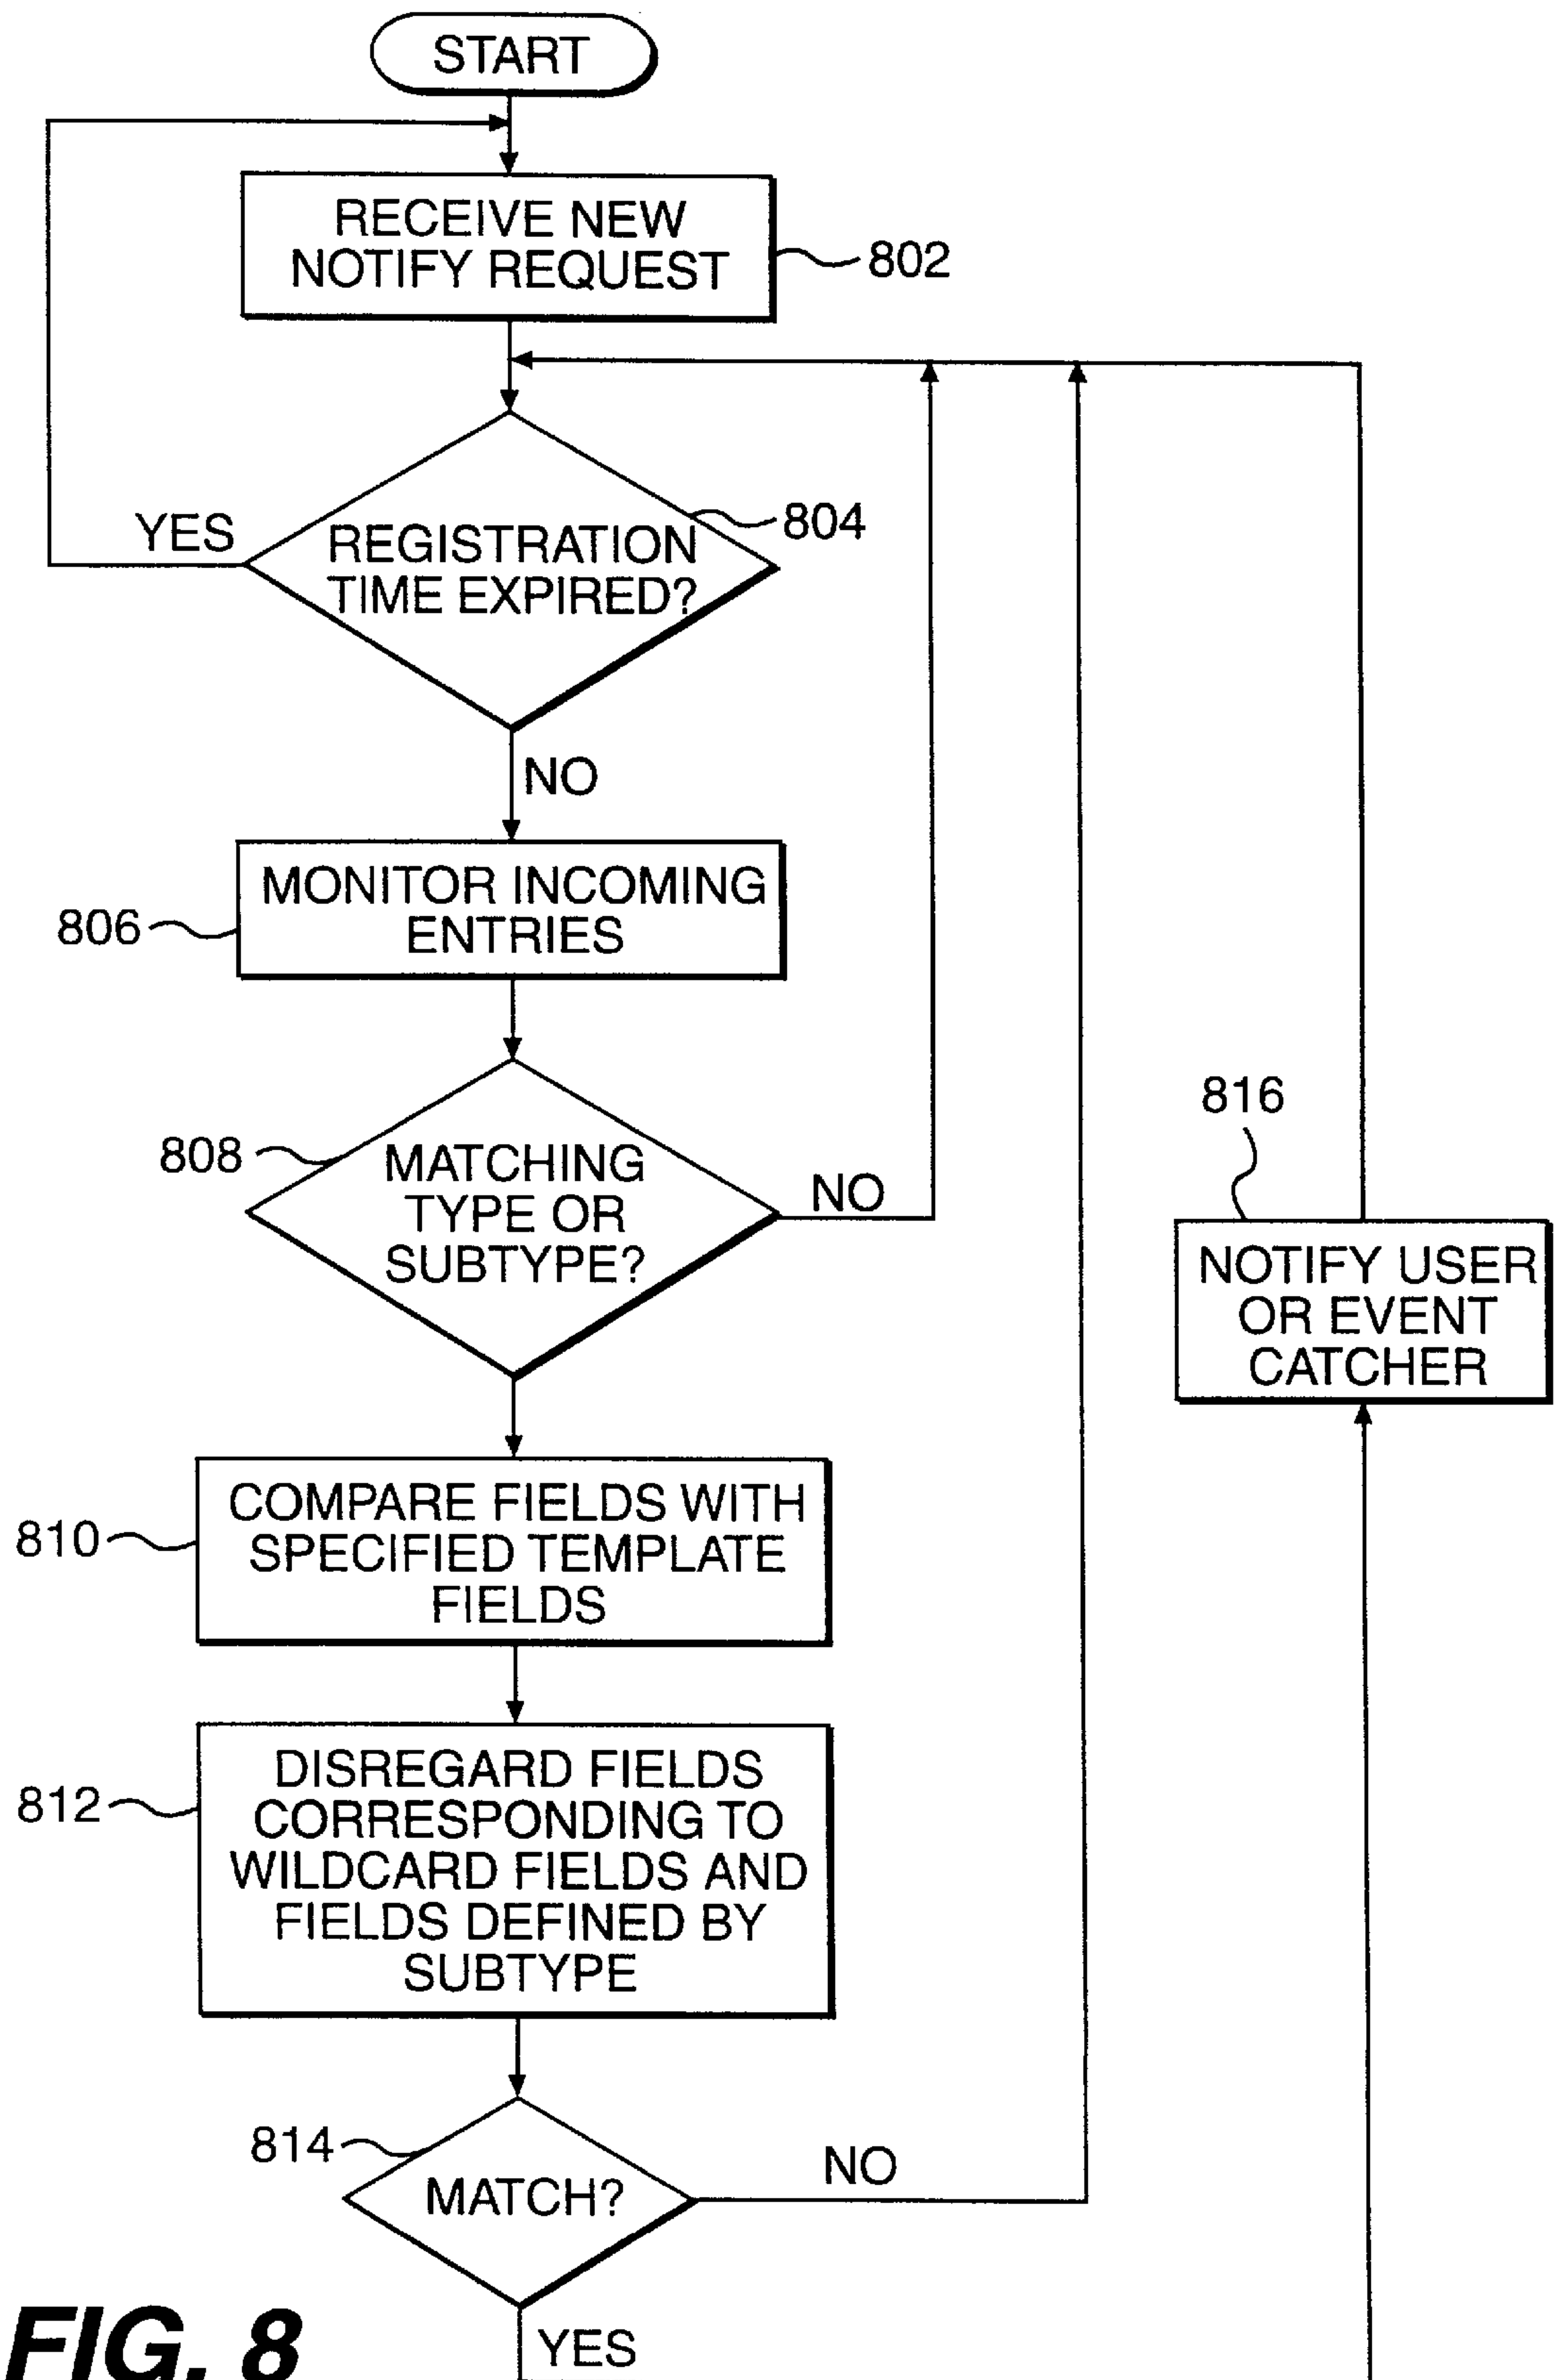 START
RECEIVE NEW
NOTIFY REQUEST
802
804
YES
REGISTRATION
TIME EXPIRED?
NO
MONITOR INCOMING
ENTRIES
806
808
MATCHING
TYPE OR
SUBTYPE?
NO
816
NOTIFY USER
OR EVENT
CATCHER
COMPARE FIELDS WITH
SPECIFIED TEMPLATE
FIELDS
810
DISREGARD FIELDS
CORRESPONDING TO
WILDCARD FIELDS AND
FIELDS DEFINED BY
SUBTYPE
812
814
MATCH?
NO
YES
FIG. 8